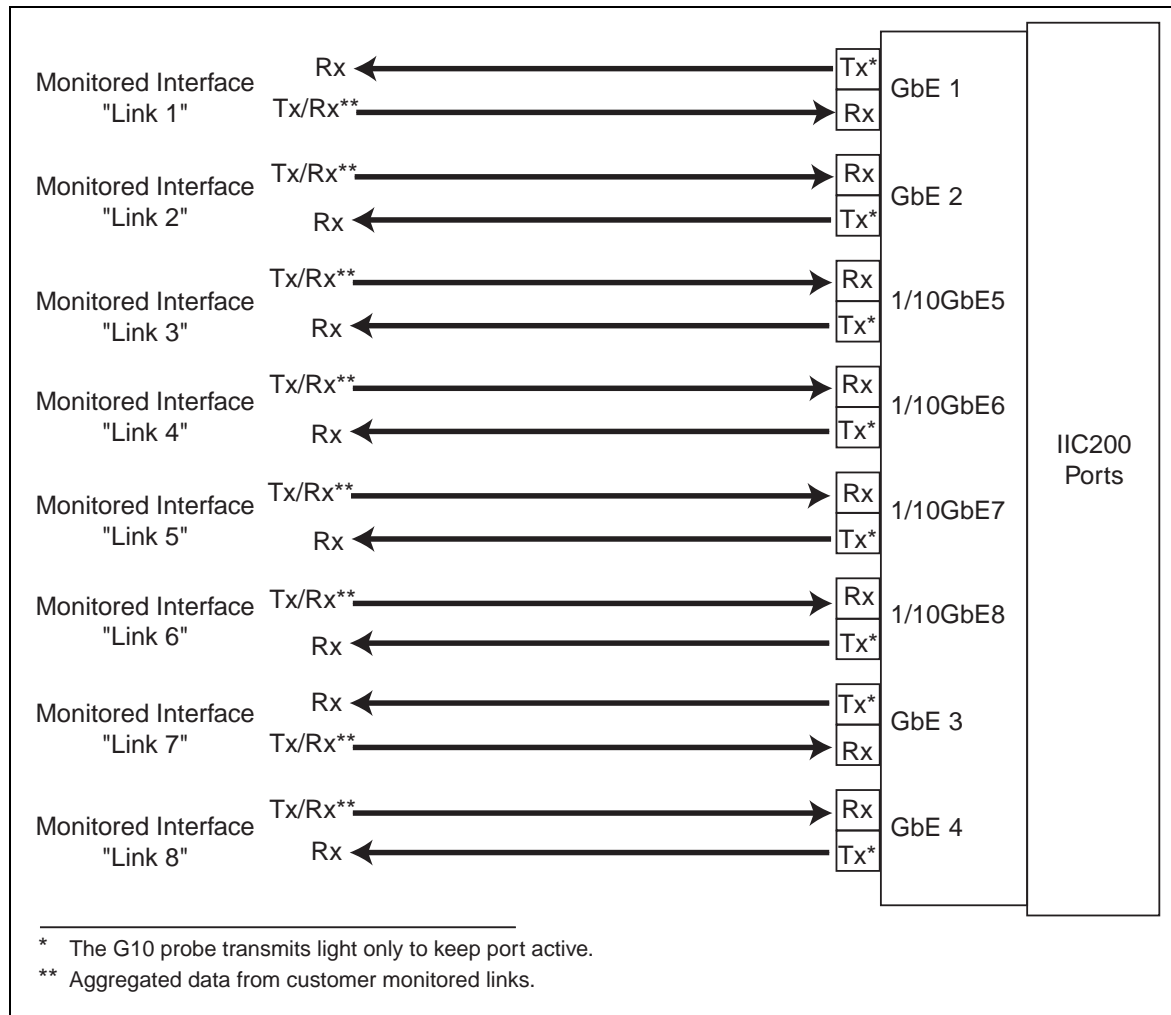 Rx
Tx*
Monitored Interface
"Link 1"
GbE 1
Tx/Rx**
Rx
Tx/Rx**
Rx
Monitored Interface
"Link 2"
GbE 2
Rx
Tx*
Tx/Rx**
Rx
Monitored Interface
"Link 3"
1/10GbE5
Rx
Tx*
Tx/Rx**
Rx
Monitored Interface
"Link 4"
1/10GbE6
Rx
Tx*
IIC200
Ports
Tx/Rx**
Rx
Monitored Interface
"Link 5"
1/10GbE7
Rx
Tx*
Tx/Rx**
Rx
Monitored Interface
"Link 6"
1/10GbE8
Rx
Tx*
Rx
Tx*
Monitored Interface
"Link 7"
GbE 3
Tx/Rx**
Rx
Tx/Rx**
Rx
Monitored Interface
"Link 8"
GbE 4
Rx
Tx*
* The G10 probe transmits light only to keep port active.
** Aggregated data from customer monitored links.